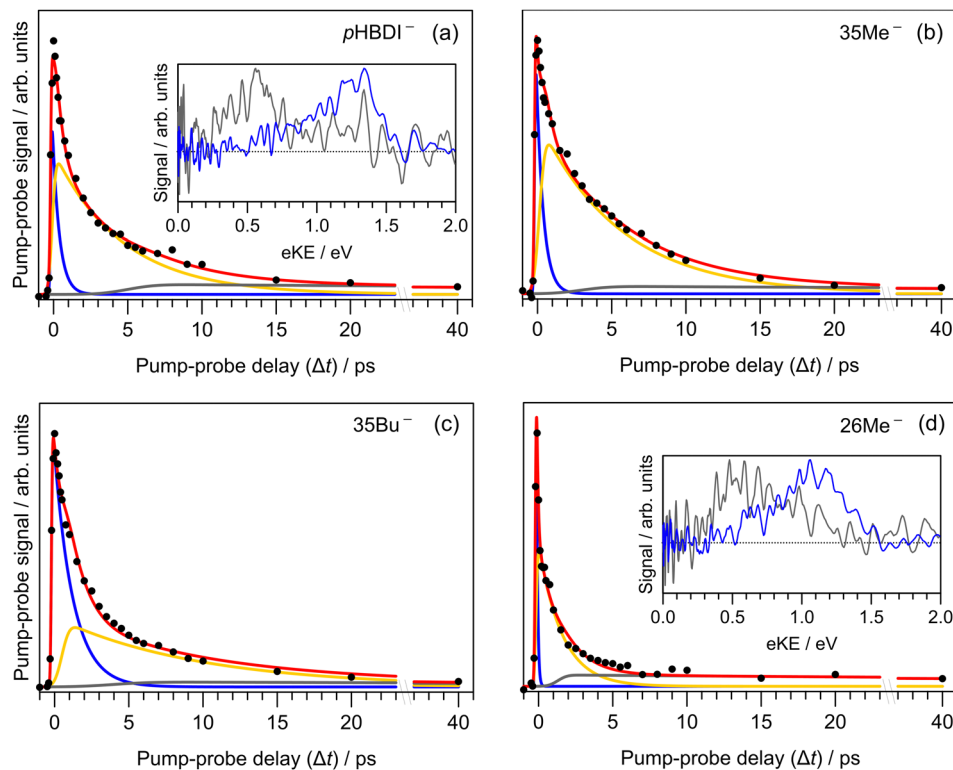 pHBDI⁻ (a)
Pump-probe signal / arb. units
Signal / arb. units
0.0 0.5 1.0 1.5 2.0
eKE / eV
0 5 10 15 20 40
Pump-probe delay (Δt) / ps
35Me⁻ (b)
0 5 10 15 20 40
Pump-probe delay (Δt) / ps
35Bu⁻ (c)
Pump-probe signal / arb. units
0 5 10 15 20 40
Pump-probe delay (Δt) / ps
26Me⁻ (d)
Signal / arb. units
0.0 0.5 1.0 1.5 2.0
eKE / eV
0 5 10 15 20 40
Pump-probe delay (Δt) / ps